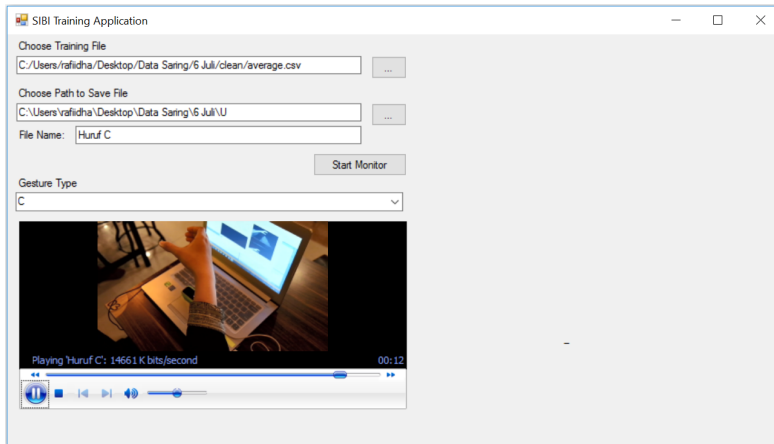 SIBI Training Application
Choose Training File
C:/Users/rafiidha/Desktop/Data Saring/6 Juli/clean/average.csv
...
Choose Path to Save File
C:\Users\rafiidha\Desktop\Data Saring\6 Juli\U
...
File Name: Huruf C
Start Monitor
Gesture Type
C
Playing 'Huruf C': 14661 K bits/second 00:12
-